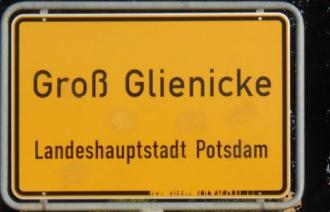 Groß Glienicke
Landeshauptstadt Potsdam